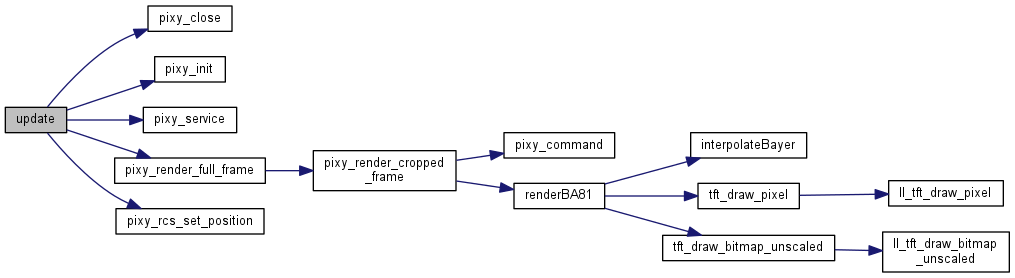 pixy_close
pixy_init
update
pixy_service
pixy_render_full_frame
pixy_rcs_set_position
pixy_render_cropped
_frame
pixy_command
renderBA81
interpolateBayer
tft_draw_pixel
tft_draw_bitmap_unscaled
ll_tft_draw_pixel
ll_tft_draw_bitmap
_unscaled